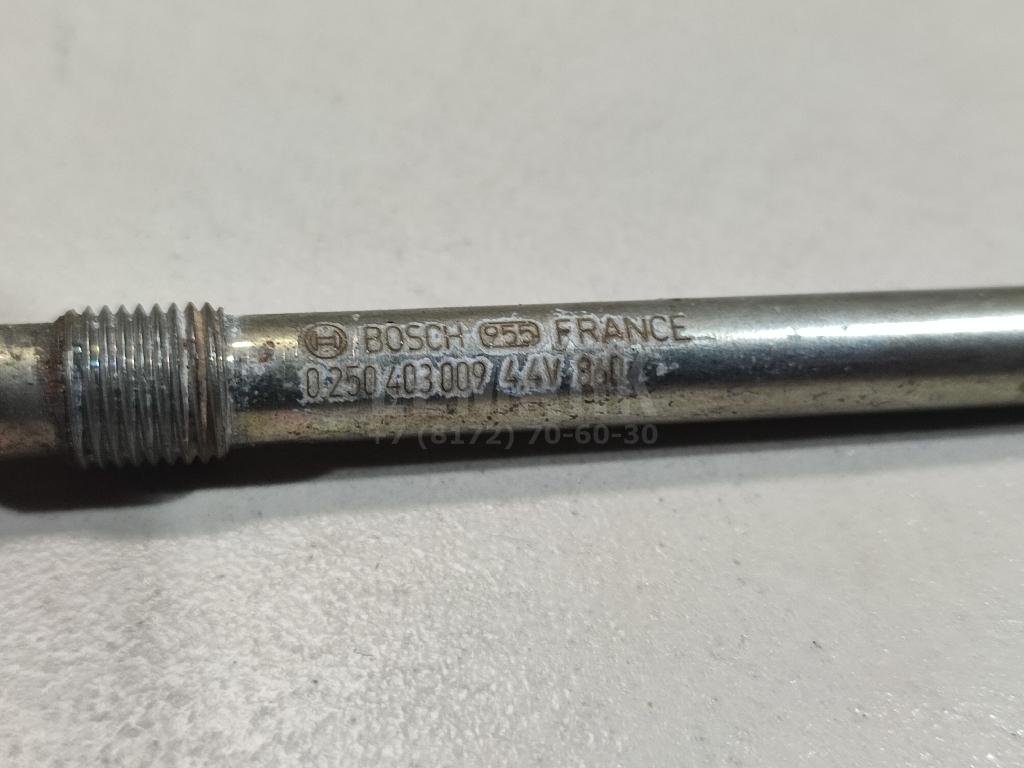 BOSCH 955 FRANCE
0 250 403 009 4.4V
+7 (8172) 70-60-30